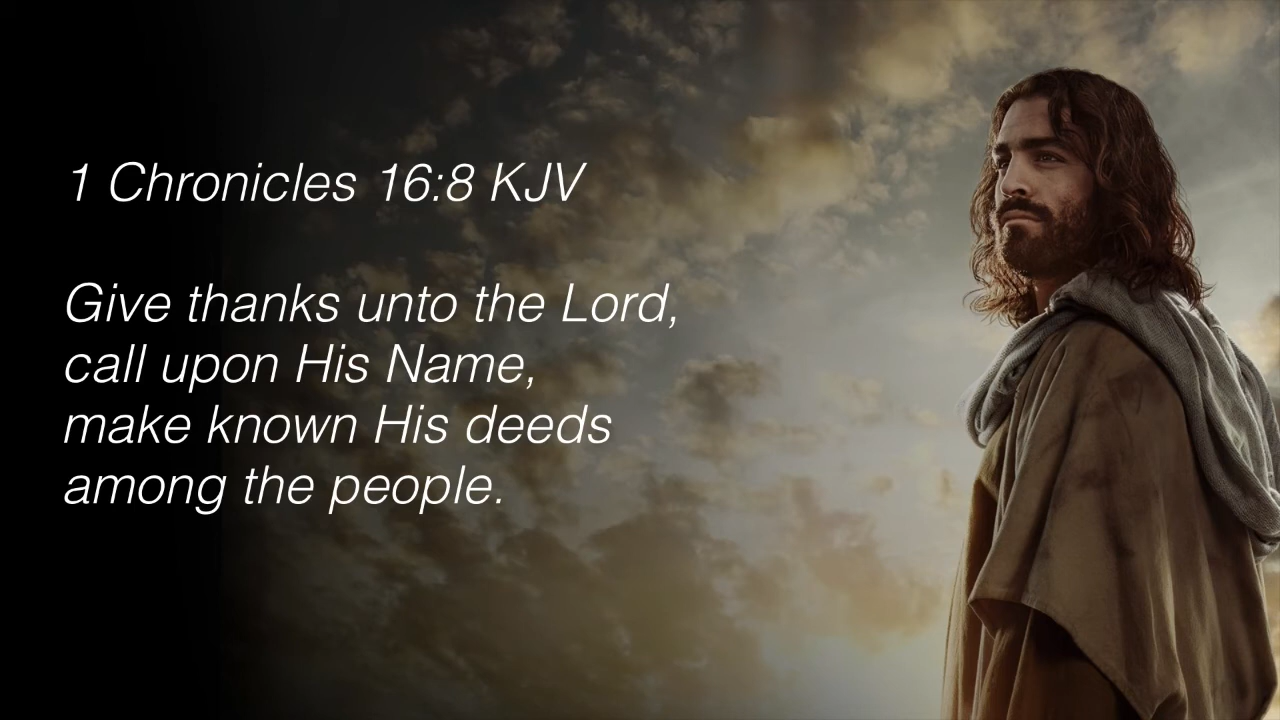 1 Chronicles 16:8 KJV
Give thanks unto the Lord,
call upon His Name,
make known His deeds
among the people.